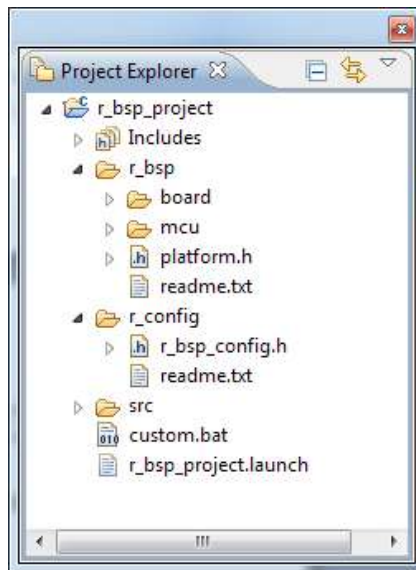 Project Explorer
r_bsp_project
Includes
r_bsp
board
mcu
platform.h
readme.txt
r_config
r_bsp_config.h
readme.txt
src
custom.bat
r_bsp_project.launch